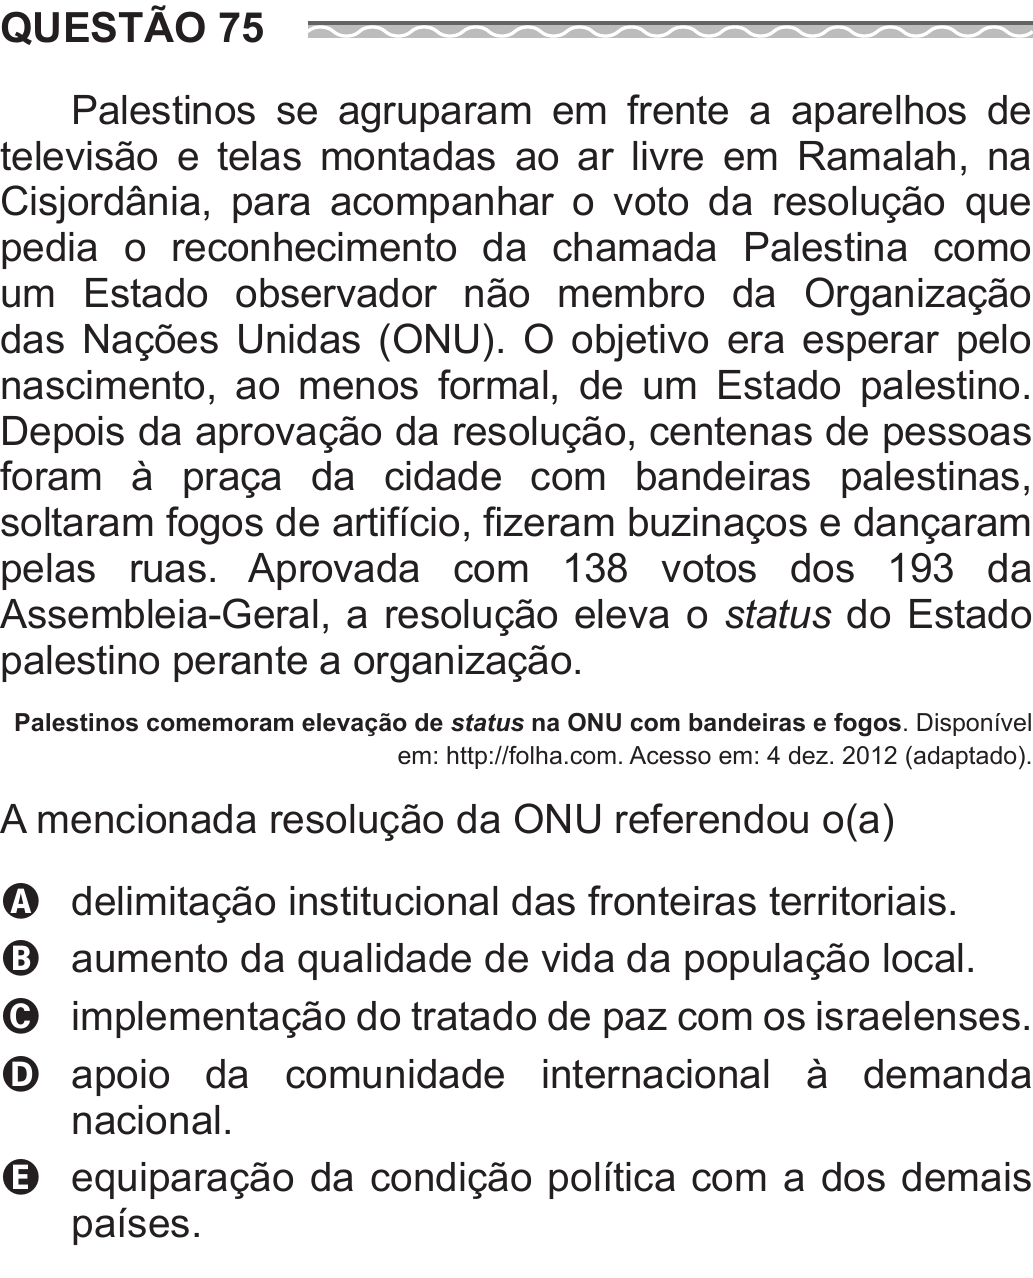 QUESTÃO 75
Palestinos se agruparam em frente a aparelhos de
televisão e telas montadas ao ar livre em Ramalah, na
Cisjordânia, para acompanhar o voto da resolução que
pedia o reconhecimento da chamada Palestina como
um Estado observador não membro da Organização
das Nações Unidas (ONU). O objetivo era esperar pelo
nascimento, ao menos formal, de um Estado palestino.
Depois da aprovação da resolução, centenas de pessoas
foram à praça da cidade com bandeiras palestinas,
soltaram fogos de artifício, fizeram buzinaços e dançaram
pelas ruas. Aprovada com 138 votos dos 193 da
Assembleia-Geral, a resolução eleva o status do Estado
palestino perante a organização.
Palestinos comemoram elevação de status na ONU com bandeiras e fogos. Disponível
em: http://folha.com. Acesso em: 4 dez. 2012 (adaptado).
A mencionada resolução da ONU referendou o(a)
A delimitação institucional das fronteiras territoriais.
B aumento da qualidade de vida da população local.
C implementação do tratado de paz com os israelenses.
D apoio da comunidade internacional à demanda
nacional.
E equiparação da condição política com a dos demais
países.